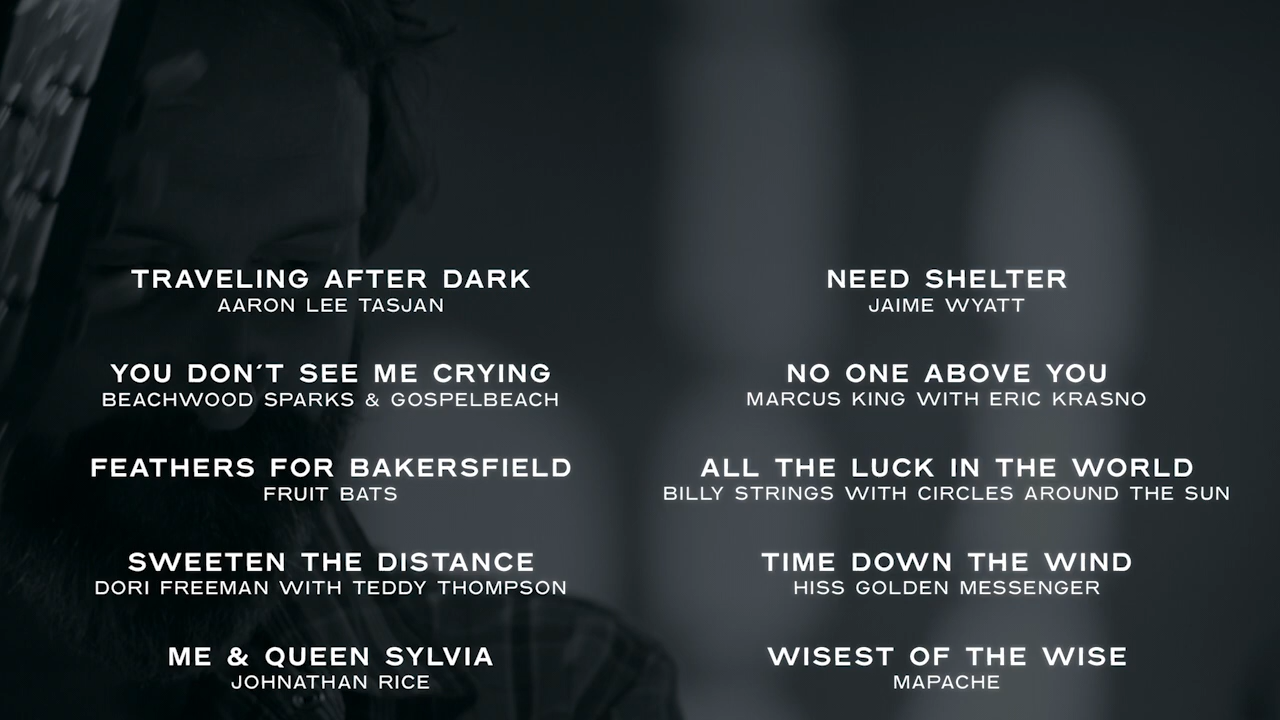 TRAVELING AFTER DARK
AARON LEE TASJAN
YOU DON´T SEE ME CRYING
BEACHWOOD SPARKS & GOSPELBEACH
FEATHERS FOR BAKERSFIELD
FRUIT BATS
SWEETEN THE DISTANCE
DORI FREEMAN WITH TEDDY THOMPSON
ME & QUEEN SYLVIA
JOHNATHAN RICE
NEED SHELTER
JAIME WYATT
NO ONE ABOVE YOU
MARCUS KING WITH ERIC KRASNO
ALL THE LUCK IN THE WORLD
BILLY STRINGS WITH CIRCLES AROUND THE SUN
TIME DOWN THE WIND
HISS GOLDEN MESSENGER
WISEST OF THE WISE
MAPACHE